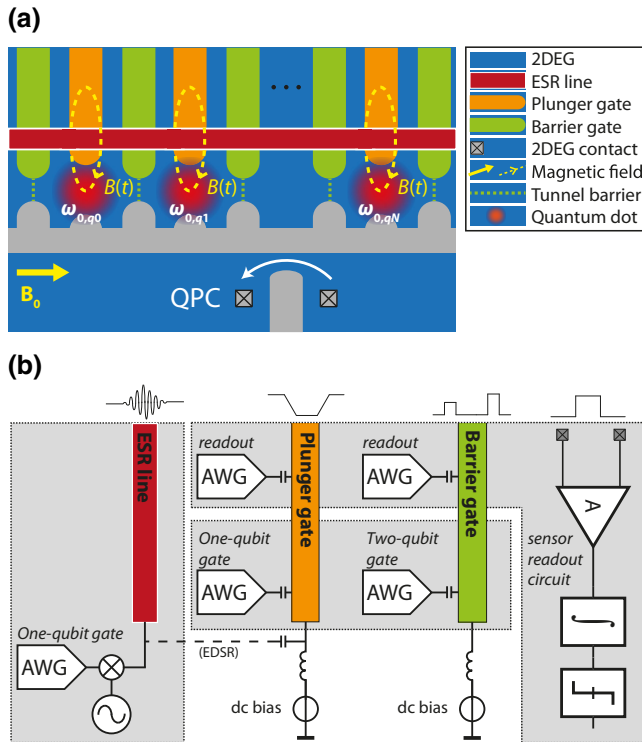 (a)
...
B(t)
B(t)
B(t)
ω0,q0
ω0,q1
ω0,qN
B0
QPC
2DEG
ESR line
Plunger gate
Barrier gate
2DEG contact
Magnetic field
Tunnel barrier
Quantum dot
(b)
ESR line
One-qubit gate
AWG
(EDSR)
readout
AWG
Plunger gate
One-qubit
gate
AWG
dc bias
readout
AWG
Barrier gate
Two-qubit
gate
AWG
dc bias
A
sensor
readout
circuit
∫